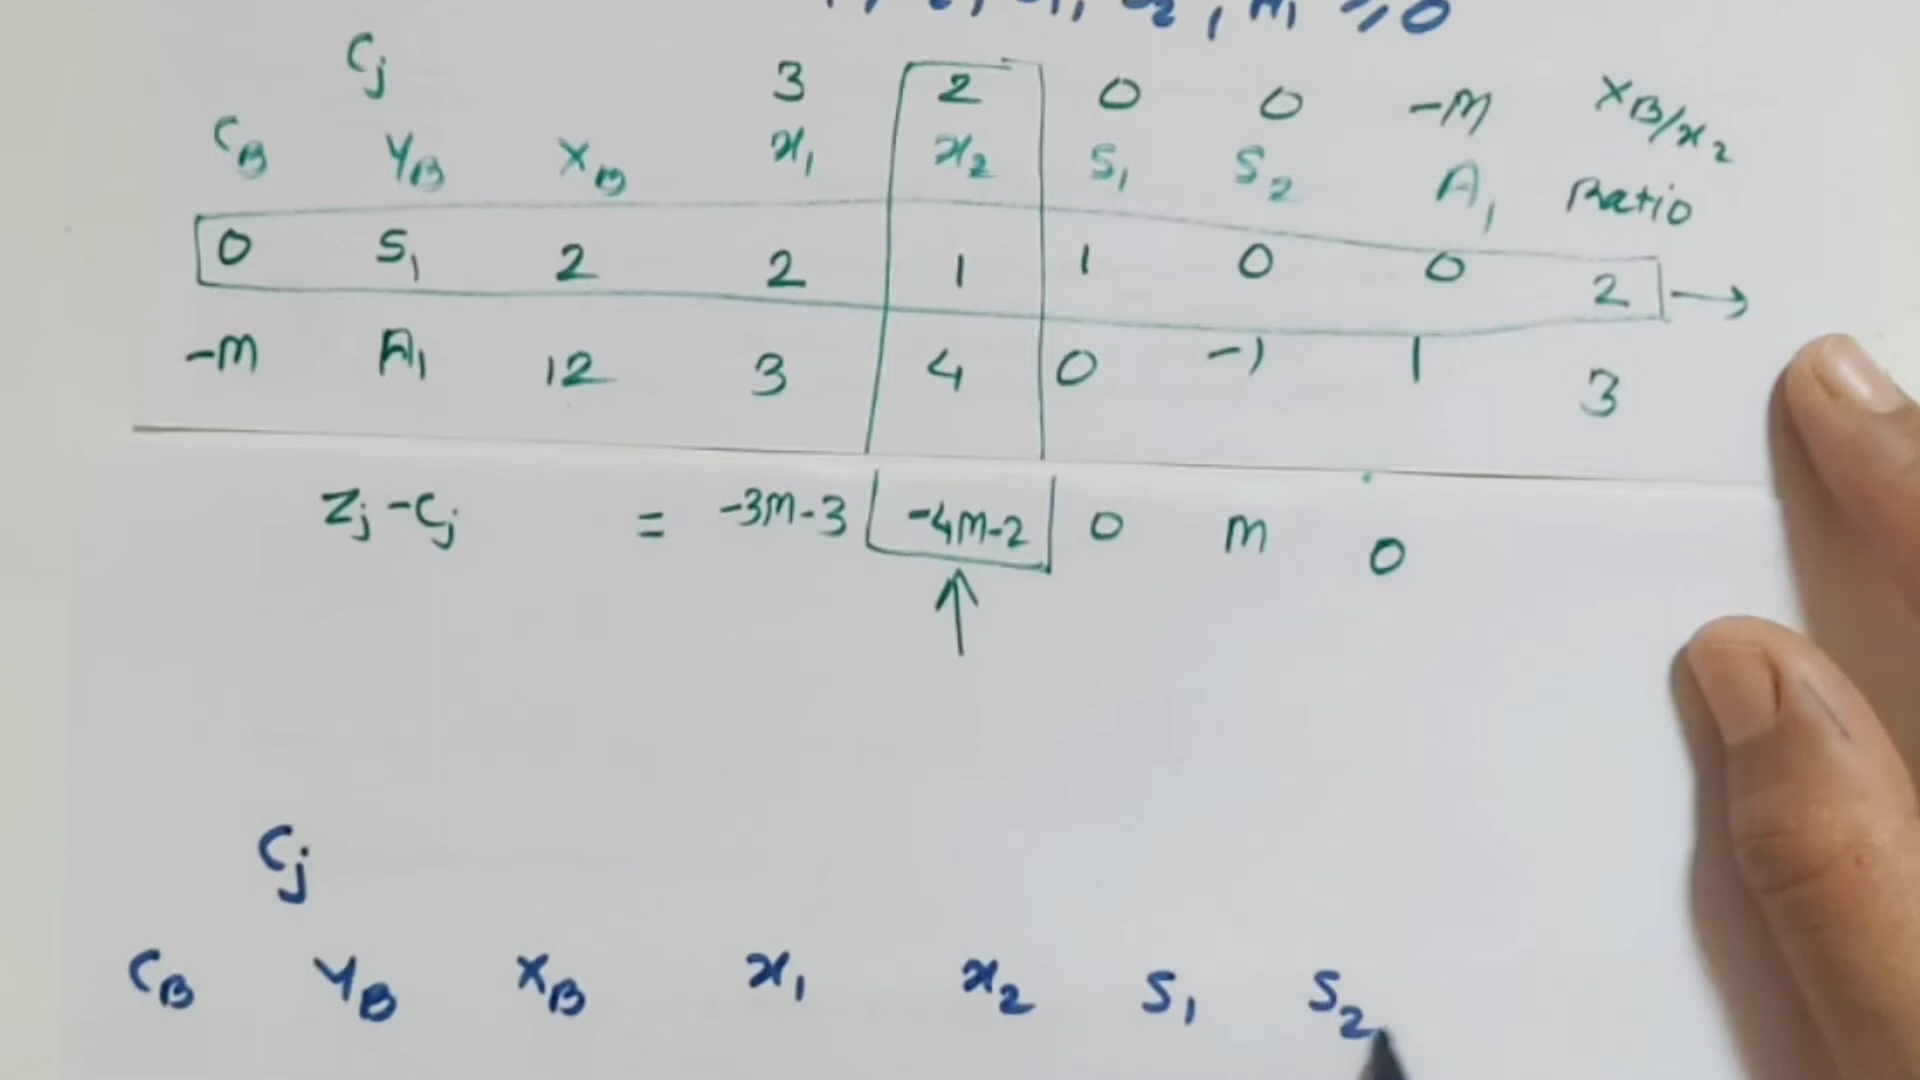 , A₁ ≥ 0
Cj 3 2 0 0 -M XB/x₂
CB YB XB x₁ x₂ S₁ S₂ A₁ Ratio
0 S₁ 2 2 1 1 0 0 2 →
-M A₁ 12 3 4 0 -1 1 3
Zj - Cj = -3M-3 -4M-2 0 M 0
↑
Cj
CB YB XB x₁ x₂ S₁ S₂